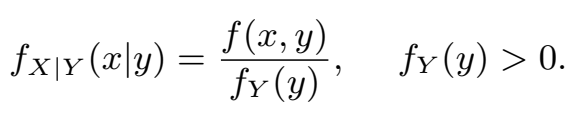 f_{X|Y}(x|y) = \frac{f(x, y)}{f_Y(y)}, \quad f_Y(y) > 0.